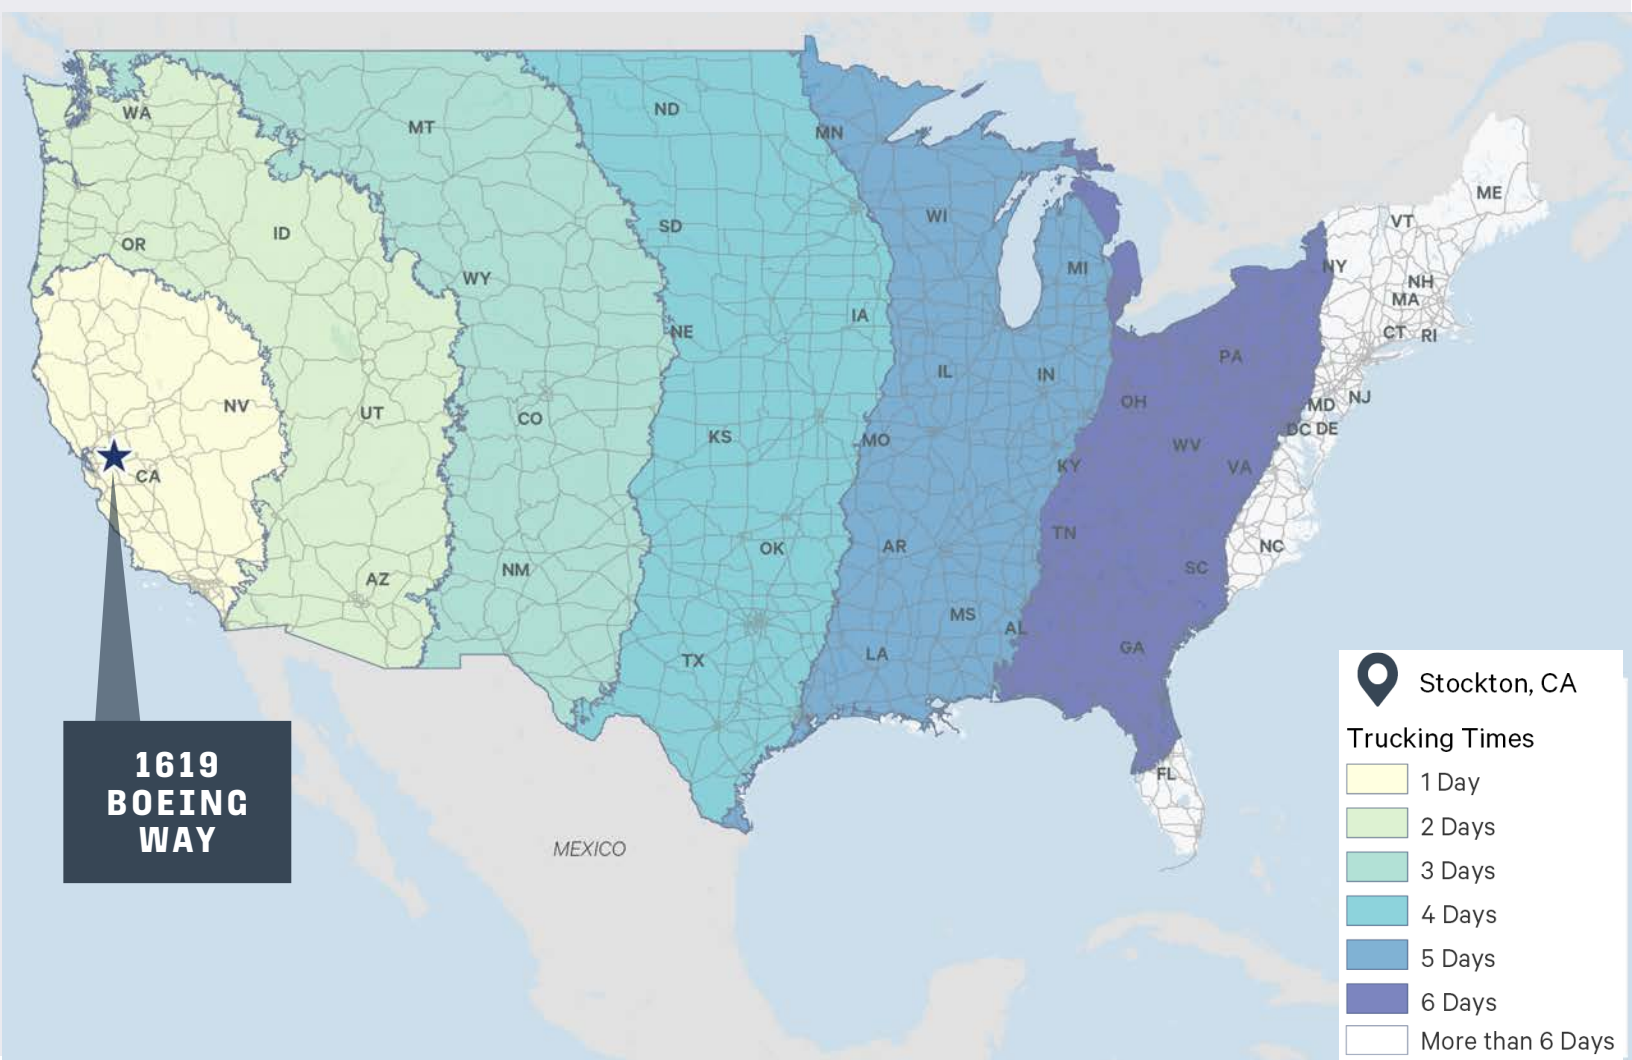 WA
MT
ND
MN
ME
VT
OR
ID
SD
WI
NY
WY
MI
NH
MA
NE
IA
CT
RI
PA
NV
UT
CO
IL
IN
OH
NJ
MD
KS
MO
DC
DE
CA
KY
WV
VA
AZ
NM
OK
AR
TN
NC
SC
TX
LA
MS
AL
GA
FL
MEXICO
1619
BOEING
WAY
Stockton, CA
Trucking Times
1 Day
2 Days
3 Days
4 Days
5 Days
6 Days
More than 6 Days